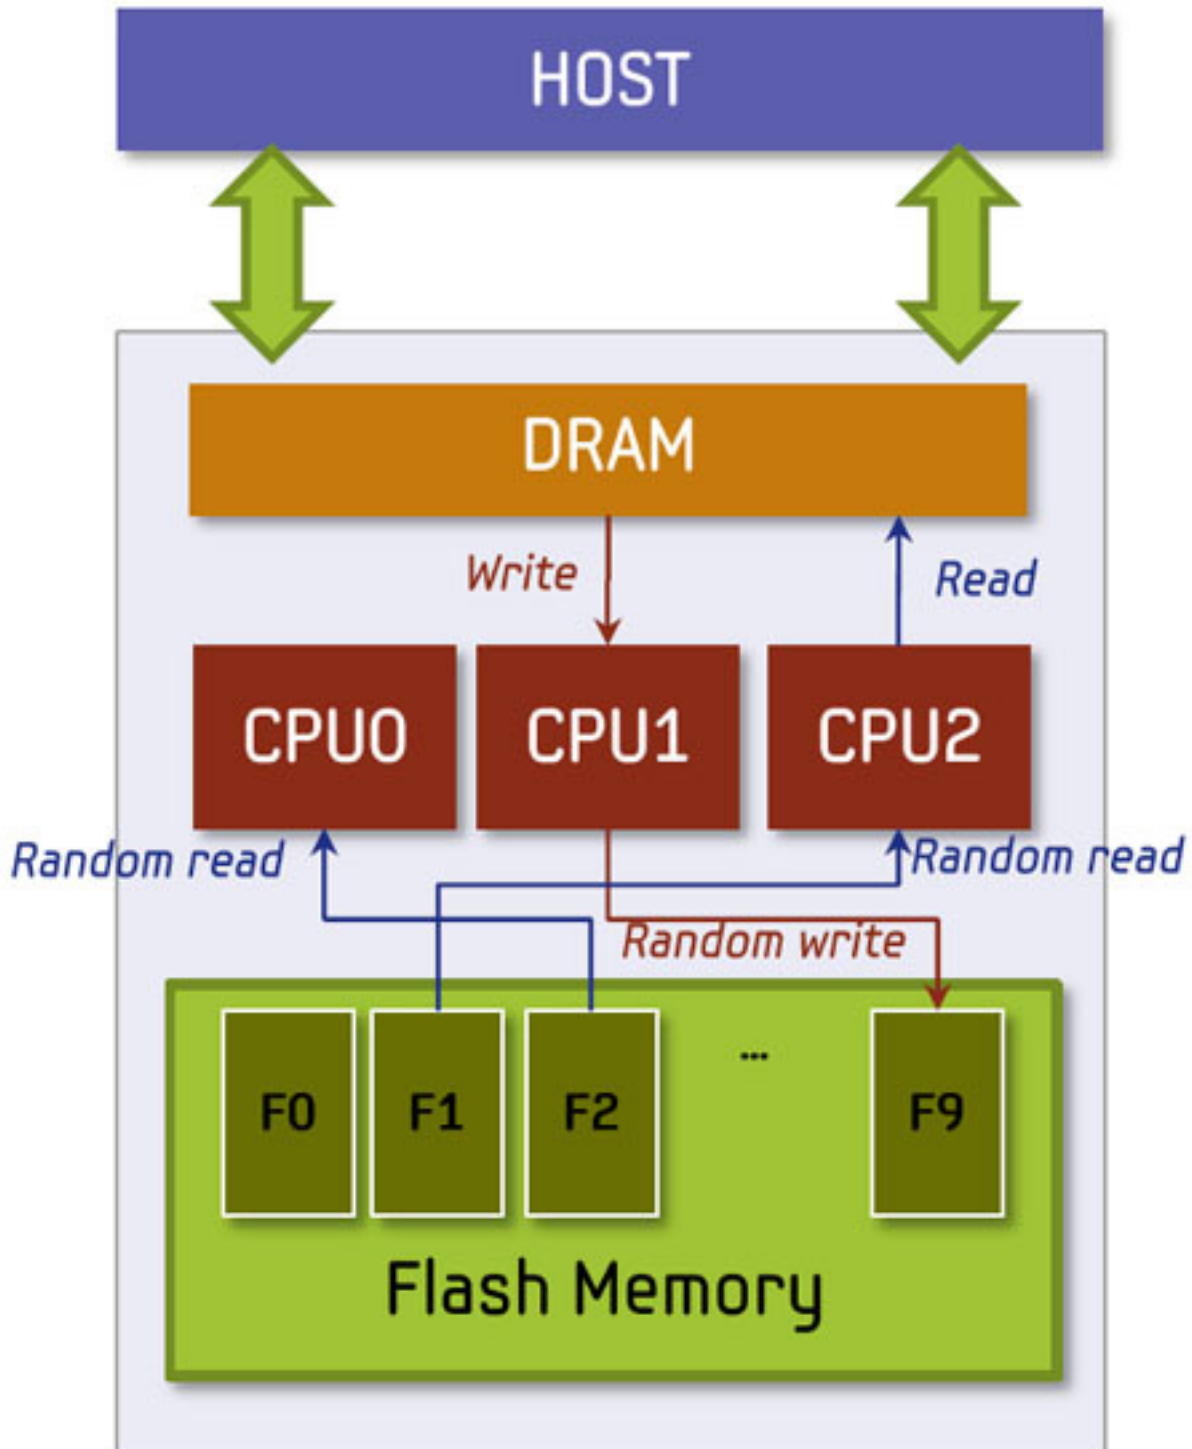 HOST
DRAM
Write
Read
CPU0
CPU1
CPU2
Random read
Random read
Random write
...
F0
F1
F2
F9
Flash Memory